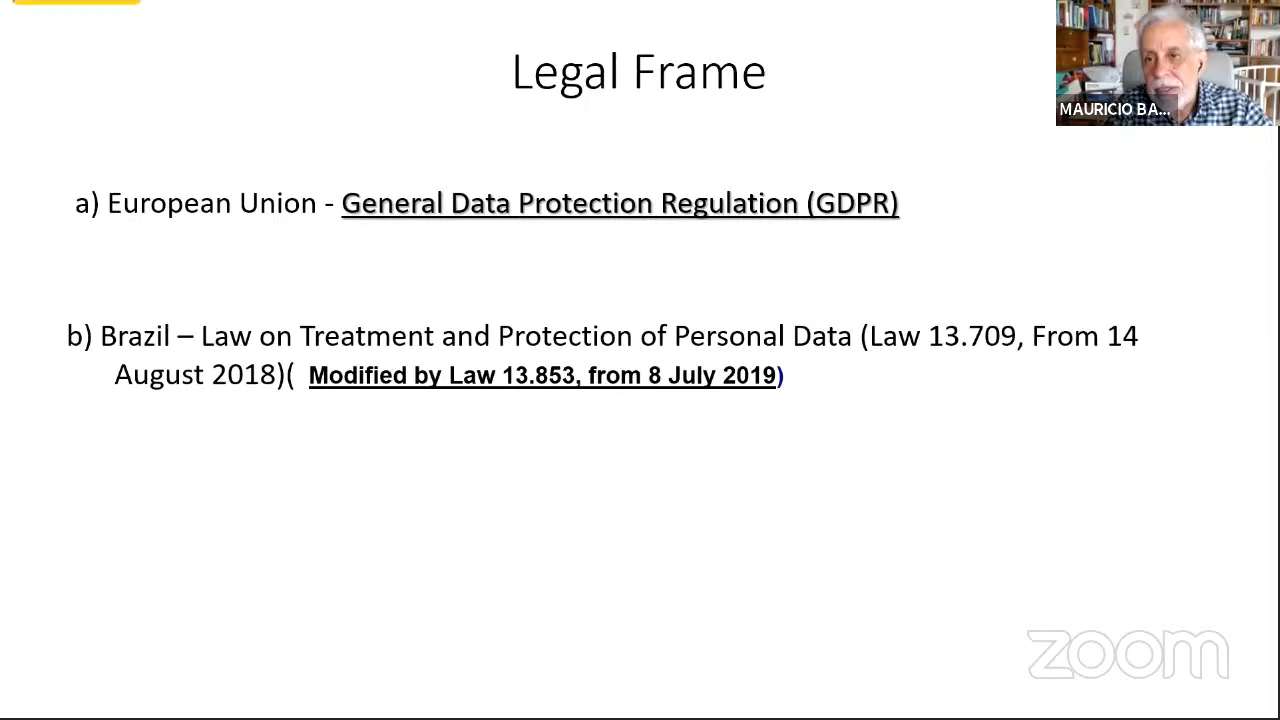 Legal Frame
MAURICIO BA...
a) European Union - General Data Protection Regulation (GDPR)
b) Brazil – Law on Treatment and Protection of Personal Data (Law 13.709, From 14
August 2018)( Modified by Law 13.853, from 8 July 2019)
zoom